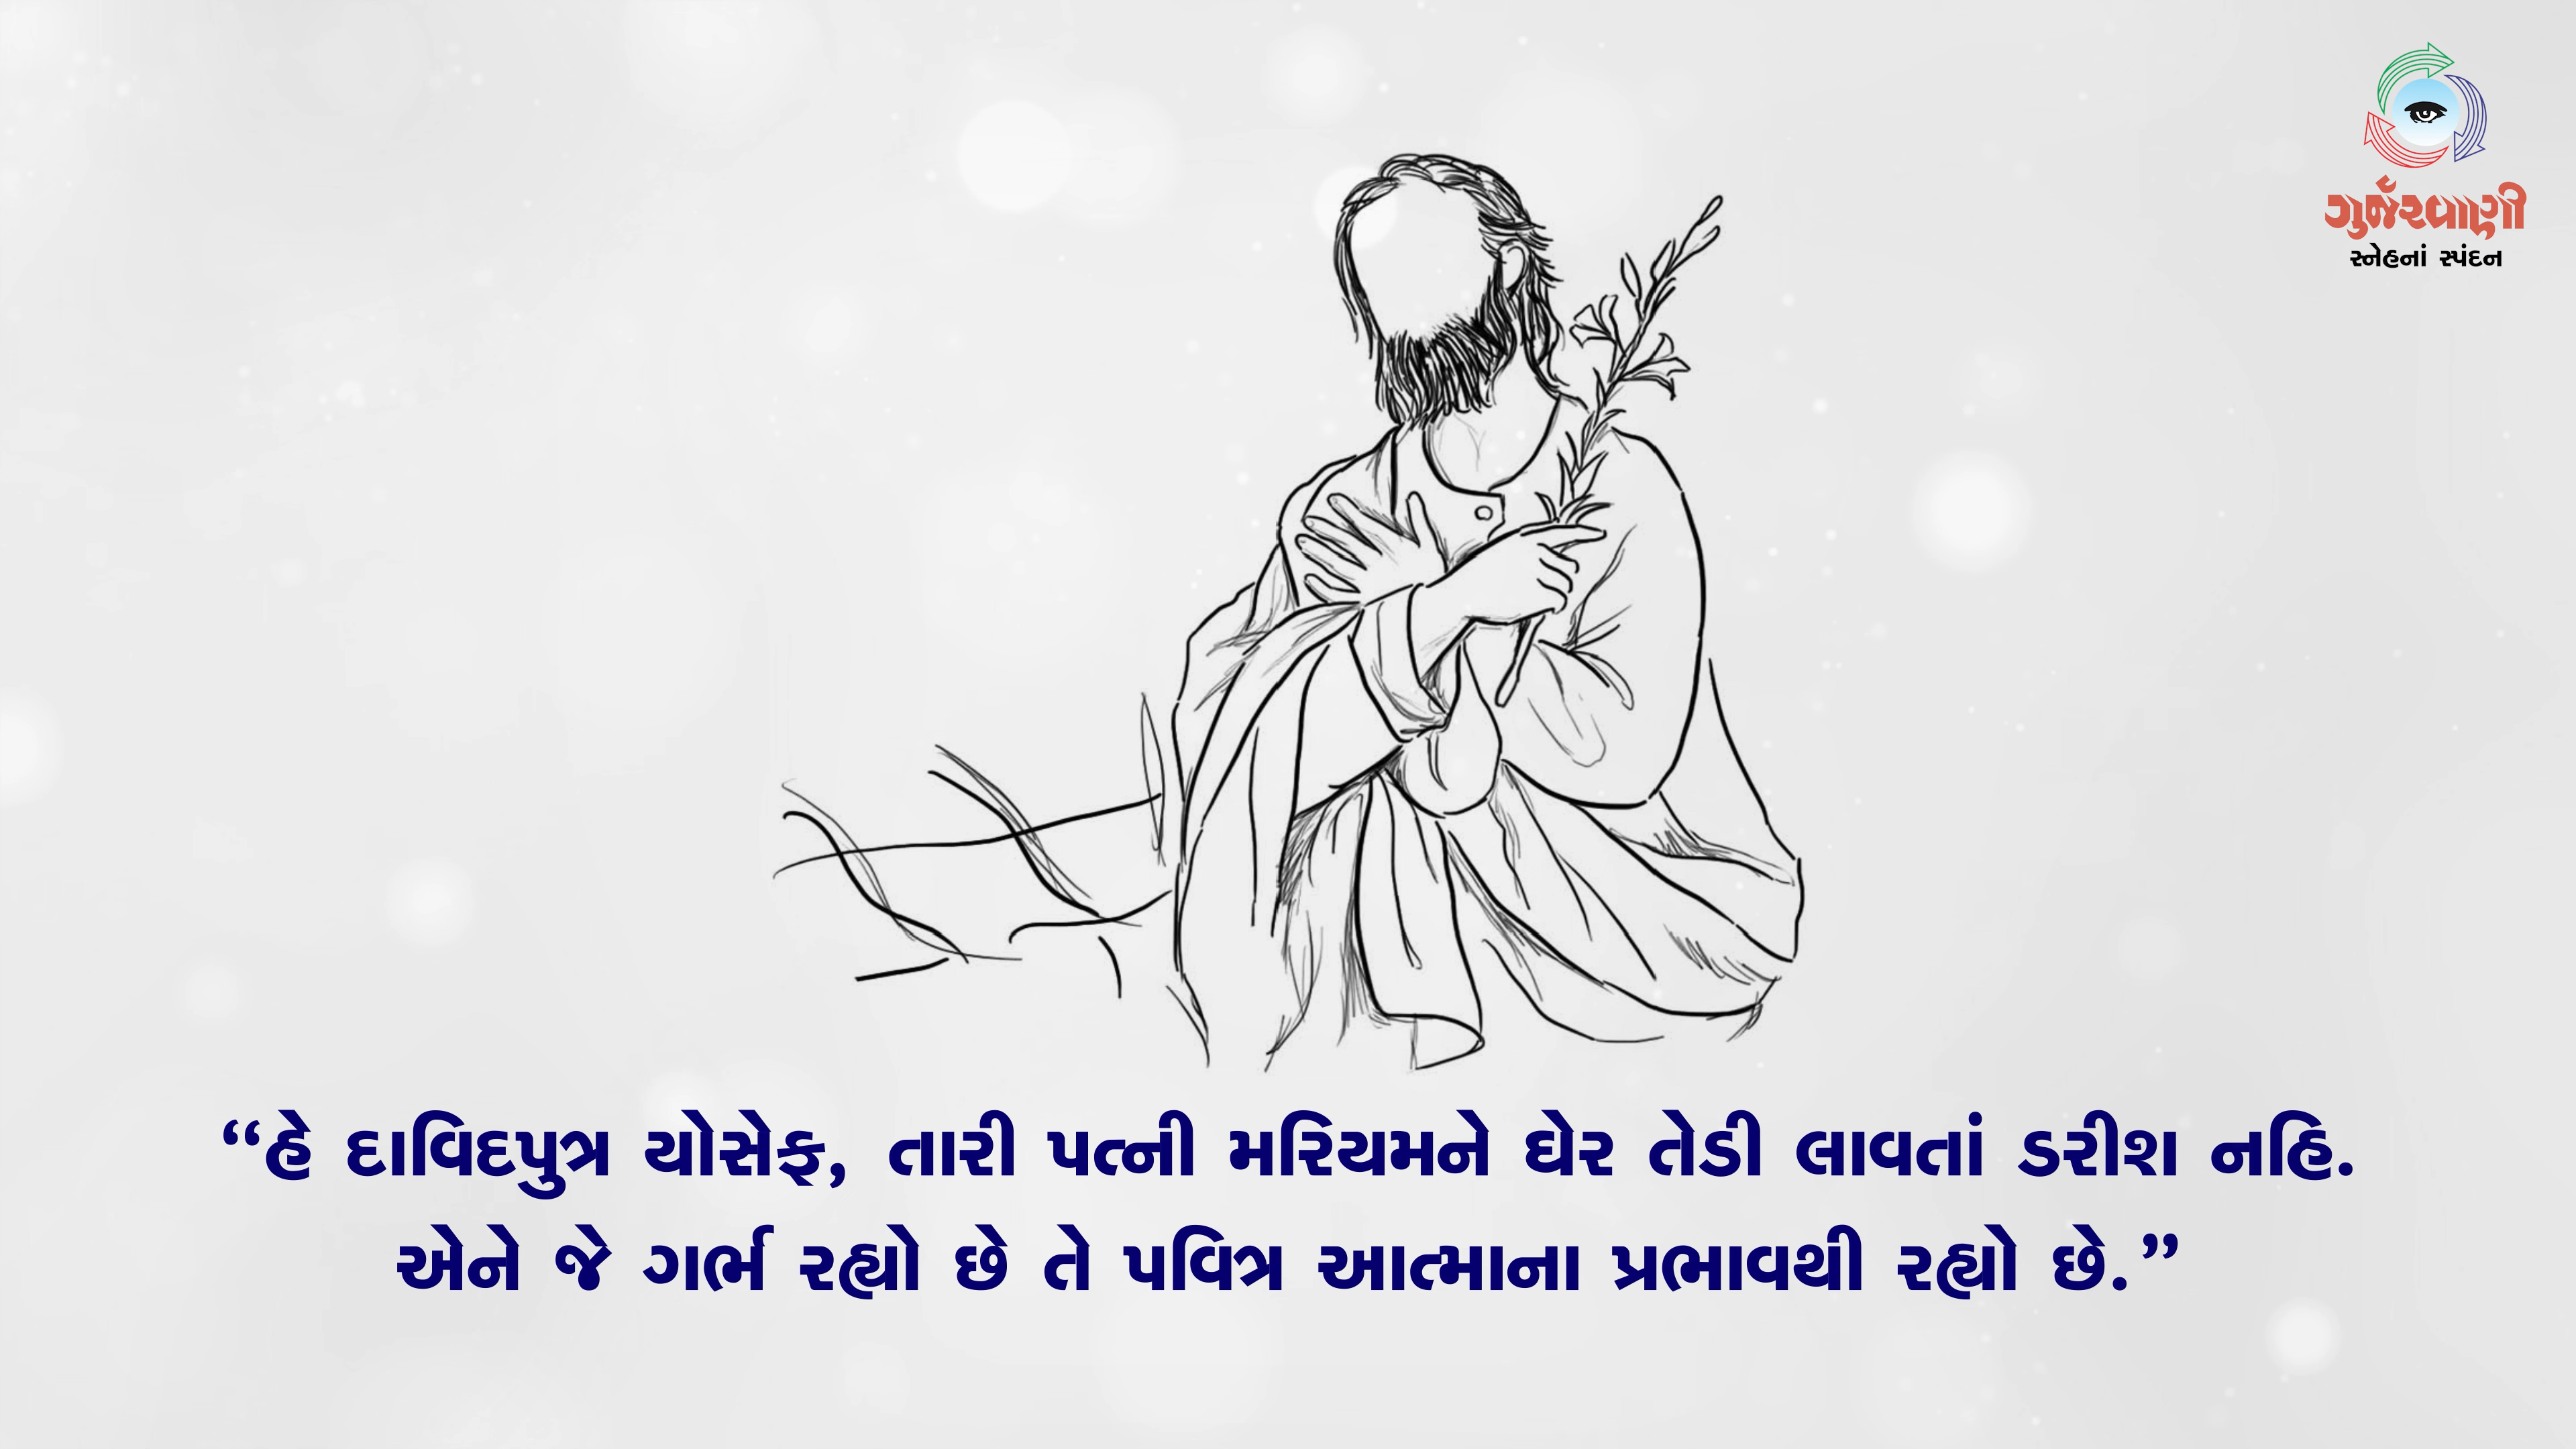 ગુર્જરવાણી
સ્નેહનાં સ્પંદન
“હે દાવિદપુત્ર યોસેફ, તારી પત્ની મરિયમને ઘેર તેડી લાવતાં ડરીશ નહિ.
એને જે ગર્ભ રહ્યો છે તે પવિત્ર આત્માના પ્રભાવથી રહ્યો છે.”